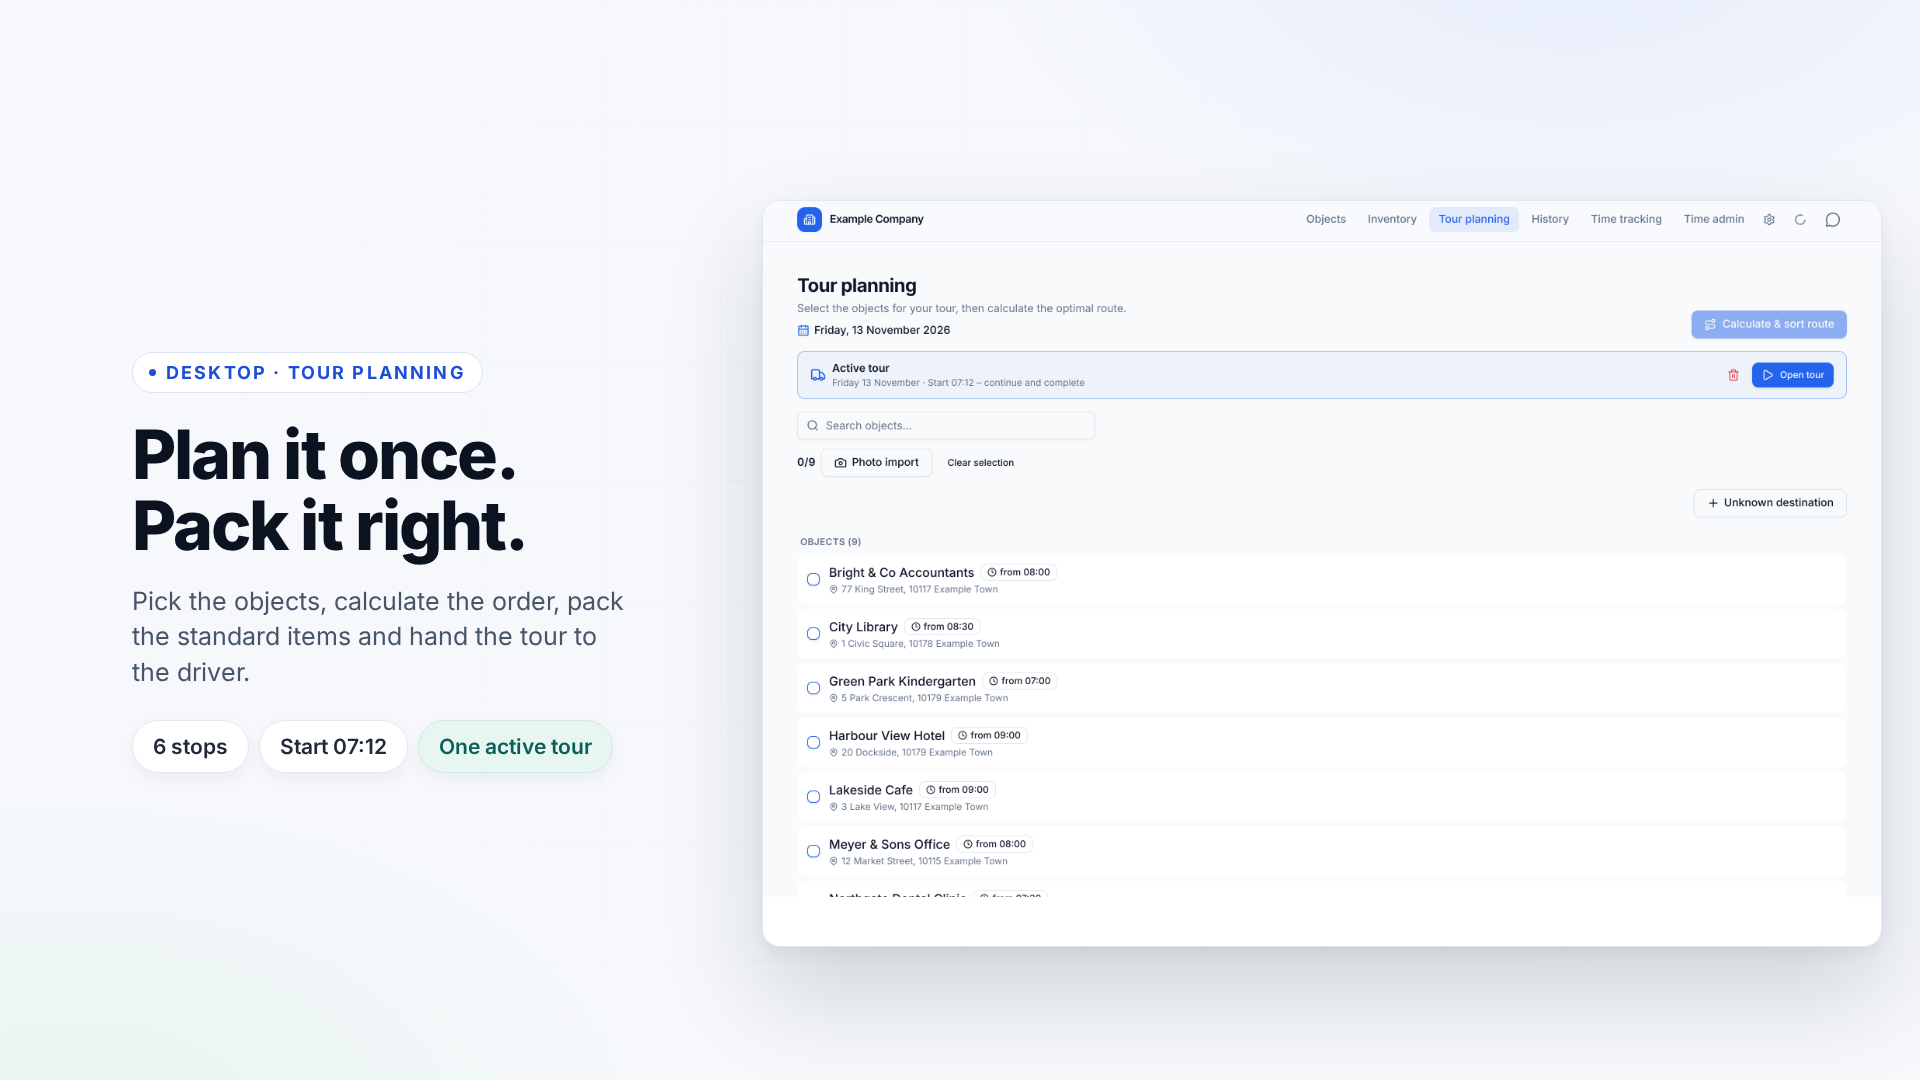 DESKTOP · TOUR PLANNING
Plan it once.
Pack it right.
Pick the objects, calculate the order, pack
the standard items and hand the tour to
the driver.
6 stops
Start 07:12
One active tour
Example Company
Objects
Inventory
Tour planning
History
Time tracking
Time admin
Tour planning
Select the objects for your tour, then calculate the optimal route.
Friday, 13 November 2026
Calculate & sort route
Active tour
Friday 13 November · Start 07:12 – continue and complete
Open tour
Search objects...
0/9
Photo import
Clear selection
Unknown destination
OBJECTS (9)
Bright & Co Accountants
from 08:00
77 King Street, 10117 Example Town
City Library
from 08:30
1 Civic Square, 10178 Example Town
Green Park Kindergarten
from 07:00
5 Park Crescent, 10179 Example Town
Harbour View Hotel
from 09:00
20 Dockside, 10179 Example Town
Lakeside Cafe
from 09:00
3 Lake View, 10117 Example Town
Meyer & Sons Office
from 08:00
12 Market Street, 10115 Example Town